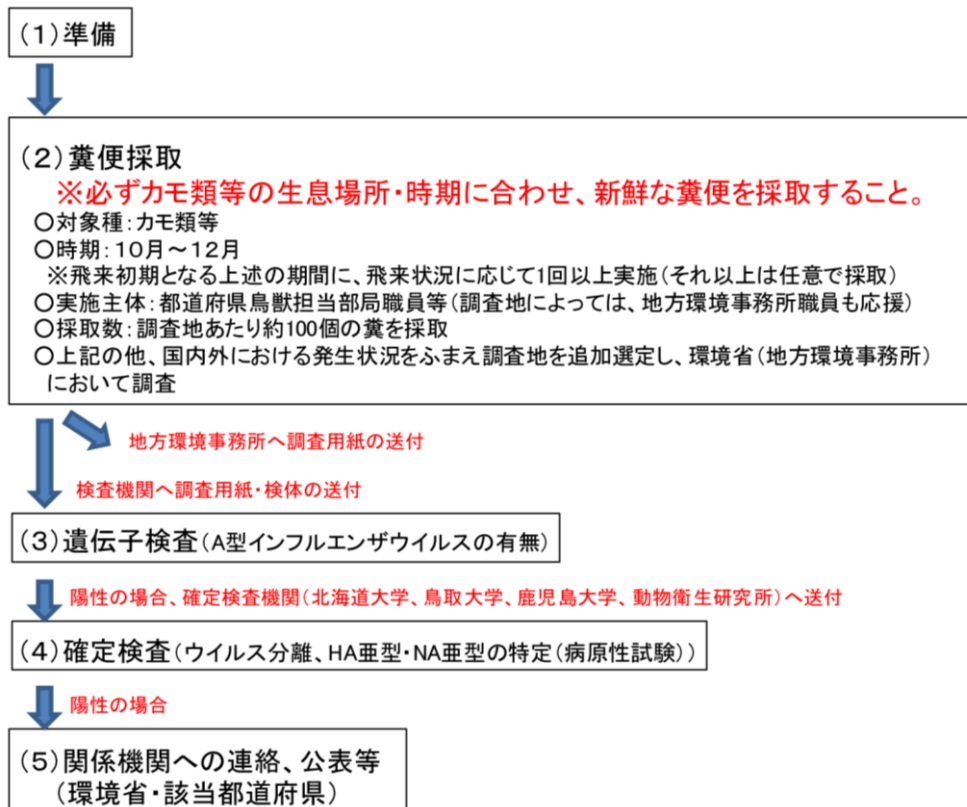 (1)準備
(2)糞便採取
※必ずカモ類等の生息場所・時期に合わせ、新鮮な糞便を採取すること。
○対象種:カモ類等
○時期:10月～12月
※飛来初期となる上述の期間に、飛来状況に応じて1回以上実施(それ以上は任意で採取)
○実施主体:都道府県鳥獣担当部局職員等(調査地によっては、地方環境事務所職員も応援)
○採取数:調査地あたり約100個の糞を採取
○上記の他、国内外における発生状況をふまえ調査地を追加選定し、環境省(地方環境事務所)
において調査
地方環境事務所へ調査用紙の送付
検査機関へ調査用紙・検体の送付
(3)遺伝子検査(A型インフルエンザウイルスの有無)
陽性の場合、確定検査機関(北海道大学、鳥取大学、鹿児島大学、動物衛生研究所)へ送付
(4)確定検査(ウイルス分離、HA亜型・NA亜型の特定(病原性試験))
陽性の場合
(5)関係機関への連絡、公表等
(環境省・該当都道府県)